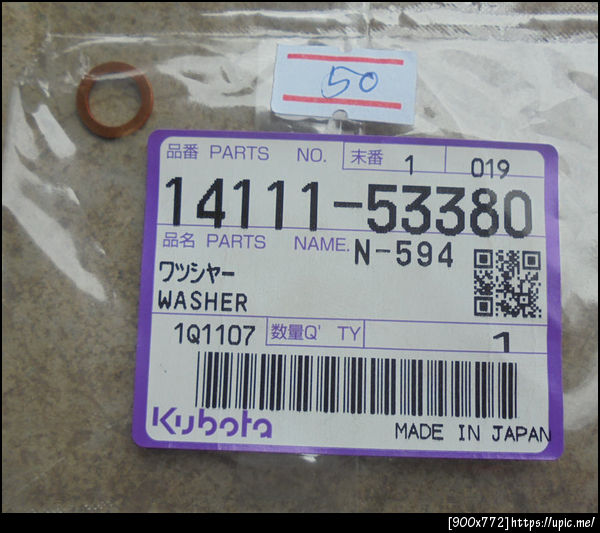 50
品番 PARTS NO. 末番 1 019
14111-53380
品名 PARTS NAME. N-594
ワッシャー
WASHER
1Q1107 数量Q' TY 1
Kubota
MADE IN JAPAN
[900x772]https://upic.me/